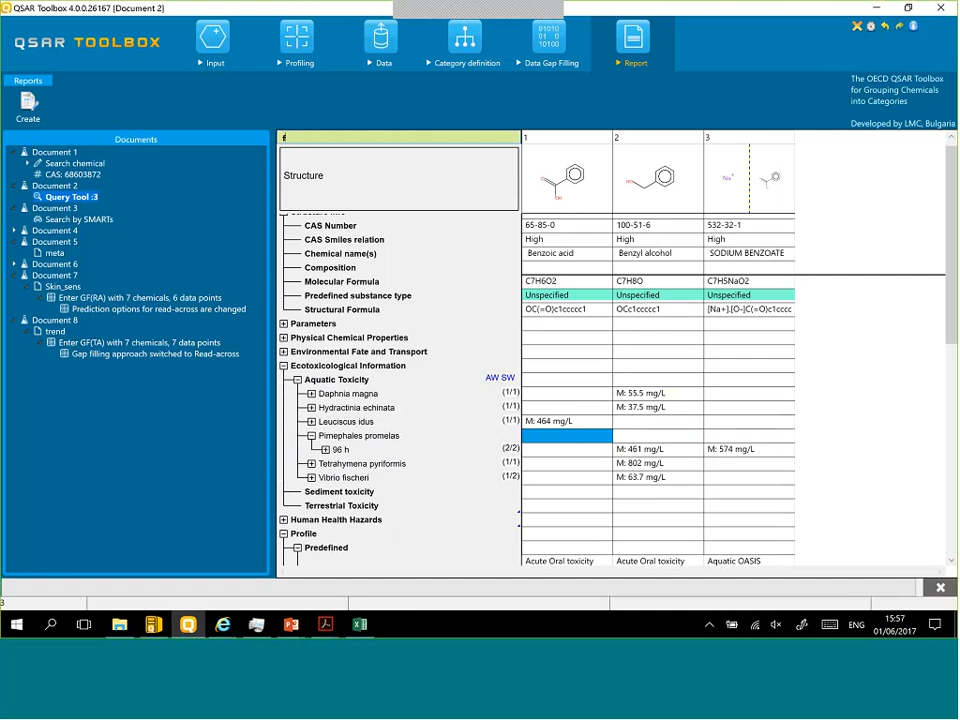 QSAR Toolbox 4.0.0.26167 [Document 2]
QSAR TOOLBOX
Input
Profiling
01010
01 0
10100
Data
Category definition
Data Gap Filling
Report
Reports
Create
The OECD QSAR Toolbox
for Grouping Chemicals
into Categories
Developed by LMC, Bulgaria
Documents
Document 1
Search chemical
# CAS: 68603872
Document 2
Query Tool :3
Document 3
Search by SMARTs
Document 4
Document 5
meta
Document 6
Document 7
Skin_sens
Enter GF(RA) with 7 chemicals, 6 data points
Prediction options for read-across are changed
Document 8
trend
Enter GF(TA) with 7 chemicals, 7 data points
Gap filling approach switched to Read-across
f 1 2 3
Structure
OH
HO
Na+
CAS Number 65-85-0 100-51-6 532-32-1
CAS Smiles relation High High High
Chemical name(s) Benzoic acid Benzyl alcohol SODIUM BENZOATE
Composition
Molecular Formula C7H6O2 C7H8O C7H5NaO2
Predefined substance type Unspecified Unspecified Unspecified
Structural Formula OC(=O)c1ccccc1 OCc1ccccc1 [Na+].[O-]C(=O)c1cccc
Parameters
Physical Chemical Properties
Environmental Fate and Transport
Ecotoxicological Information
Aquatic Toxicity AW SW
Daphnia magna (1/1) M: 55.5 mg/L
Hydractinia echinata (1/1) M: 37.5 mg/L
Leuciscus idus (1/1) M: 464 mg/L
Pimephales promelas
96 h (2/2) M: 461 mg/L M: 574 mg/L
Tetrahymena pyriformis (1/1) M: 802 mg/L
Vibrio fischeri (1/2) M: 63.7 mg/L
Sediment toxicity
Terrestrial Toxicity
Human Health Hazards
Profile
Predefined
Acute Oral toxicity Acute Oral toxicity Aquatic OASIS
3
ENG
15:57
01/06/2017